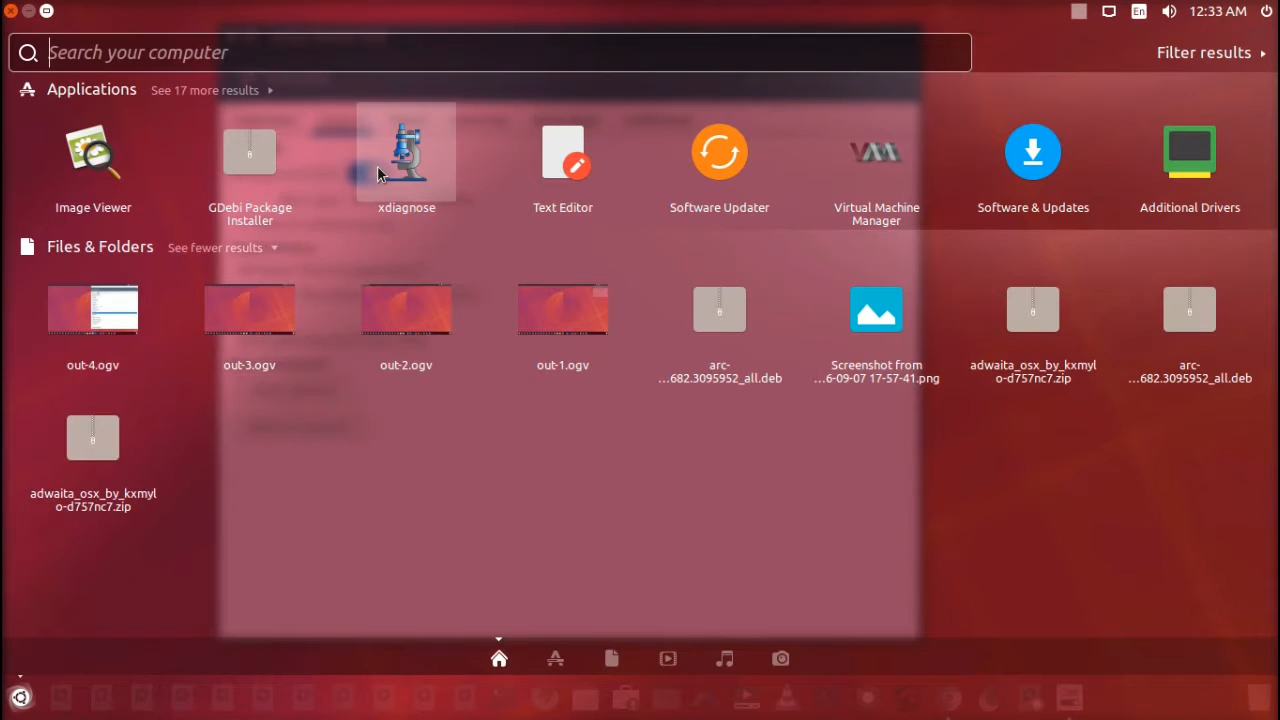 En
12:33 AM
Search your computer
Filter results
Applications
See 17 more results
Image Viewer
GDebi Package
Installer
xdiagnose
Text Editor
Software Updater
Virtual Machine
Manager
Software & Updates
Additional Drivers
Files & Folders
See fewer results
out-4.ogv
out-3.ogv
out-2.ogv
out-1.ogv
arc-
...682.3095952_all.deb
Screenshot from
...6-09-07 17-57-41.png
adwaita_osx_by_kxmyl
o-d757nc7.zip
arc-
...682.3095952_all.deb
adwaita_osx_by_kxmyl
o-d757nc7.zip